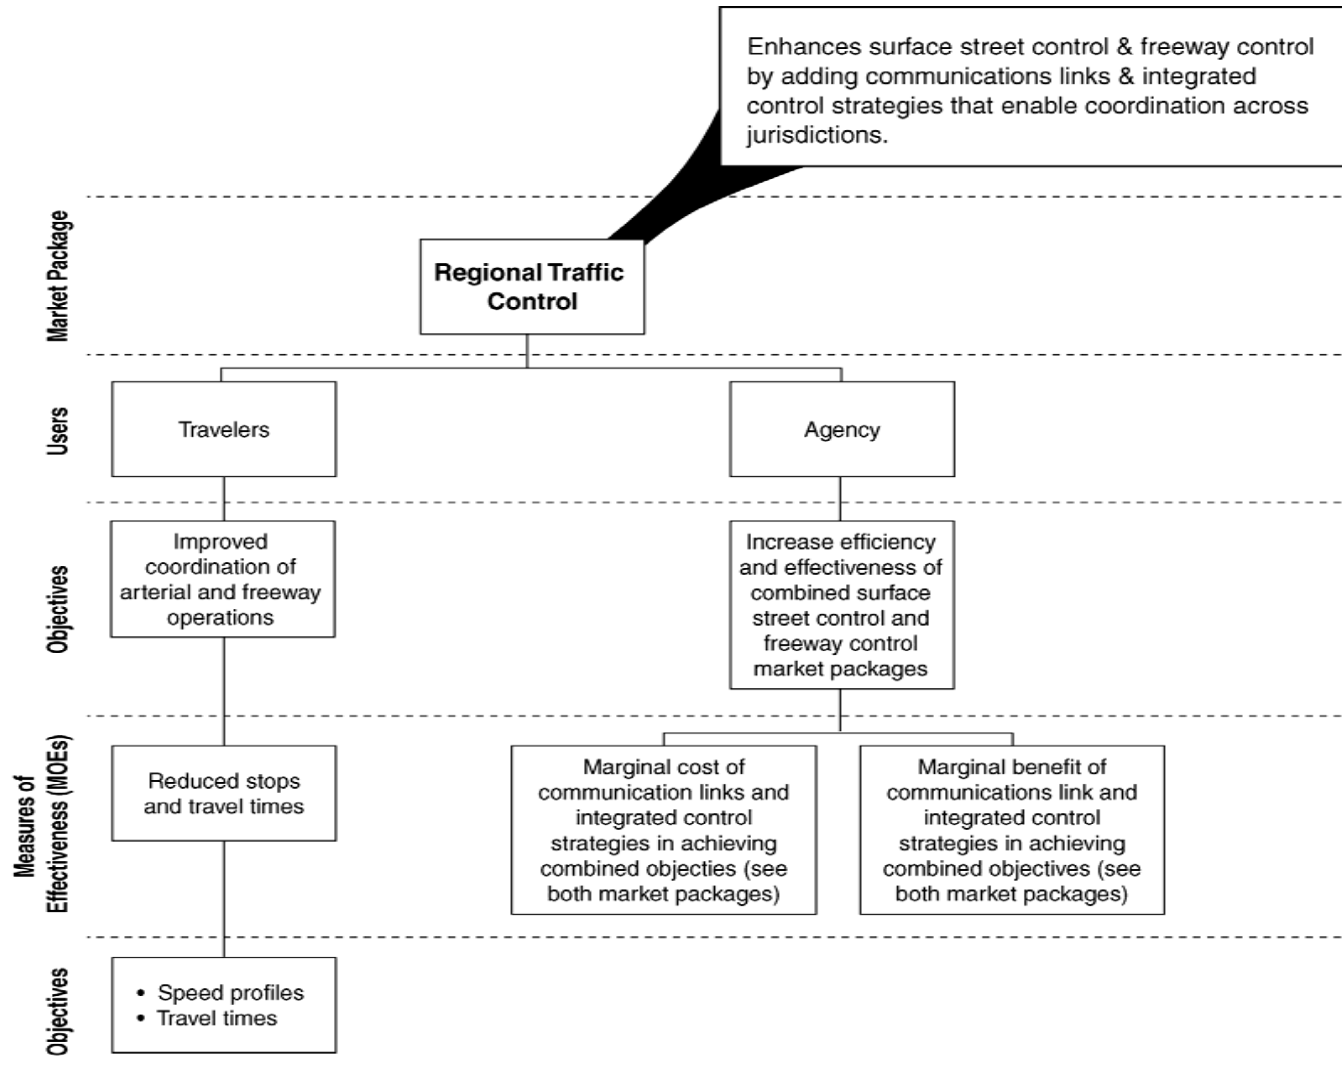 Enhances surface street control & freeway control
by adding communications links & integrated
control strategies that enable coordination across
jurisdictions.
Market Package
Regional Traffic
Control
Users
Travelers
Agency
Objectives
Improved
coordination of
arterial and freeway
operations
Increase efficiency
and effectiveness of
combined surface
street control and
freeway control
market packages
Measures of
Effectiveness (MOEs)
Reduced stops
and travel times
Marginal cost of
communication links and
integrated control
strategies in achieving
combined objecties (see
both market packages)
Marginal benefit of
communications link and
integrated control
strategies in achieving
combined objectives (see
both market packages)
Objectives
• Speed profiles
• Travel times